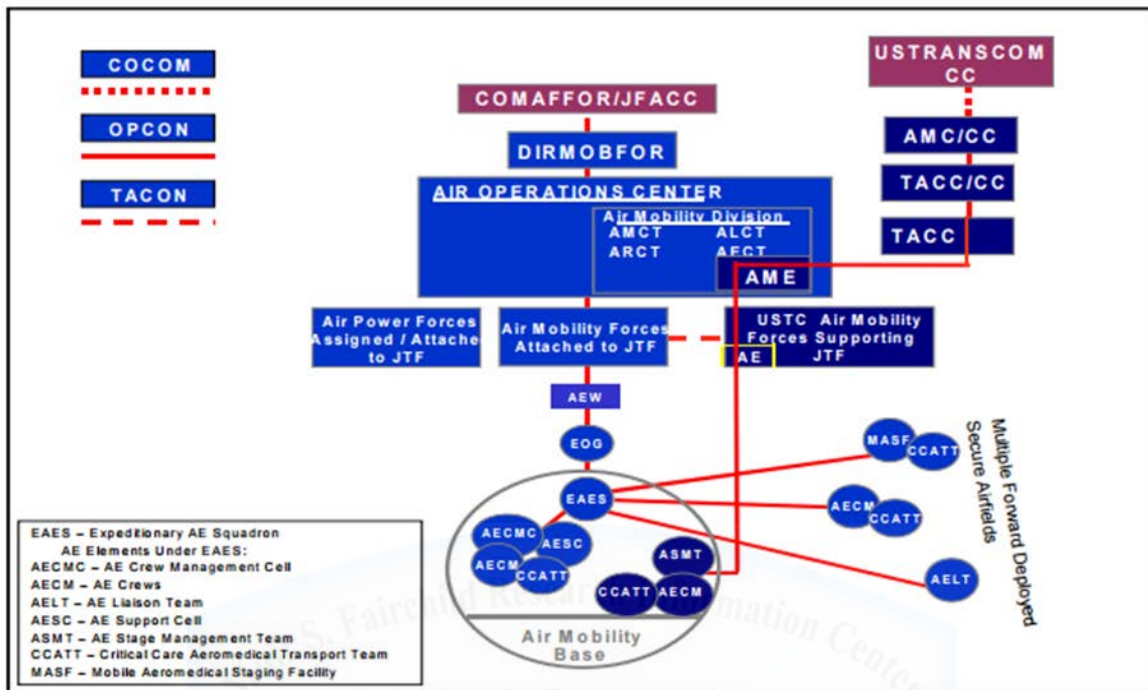 COCOM
OPCON
TACON
COMAFFOR/JFACC
DIRMOBFOR
AIR OPERATIONS CENTER
Air Mobility Division
AMCT ALCT
ARCT AECT
AME
USTRANSCOM
CC
AMC/CC
TACC/CC
TACC
Air Power Forces
Assigned / Attached
to JTF
Air Mobility Forces
Attached to JTF
USTC Air Mobility
Forces Supporting
JTF
AE
AEW
EOG
EAES
AECMC
AESC
AECM
CCATT
ASMT
CCATT
AECM
Air Mobility
Base
MASF
CCATT
AECM
CCATT
AELT
Multiple Forward Deployed
Secure Airfields
EAES – Expeditionary AE Squadron
AE Elements Under EAES:
AECMC – AE Crew Management Cell
AECM – AE Crews
AELT – AE Liaison Team
AESC – AE Support Cell
ASMT – AE Stage Management Team
CCATT – Critical Care Aeromedical Transport Team
MASF – Mobile Aeromedical Staging Facility
S. Fairchild Research Information Center